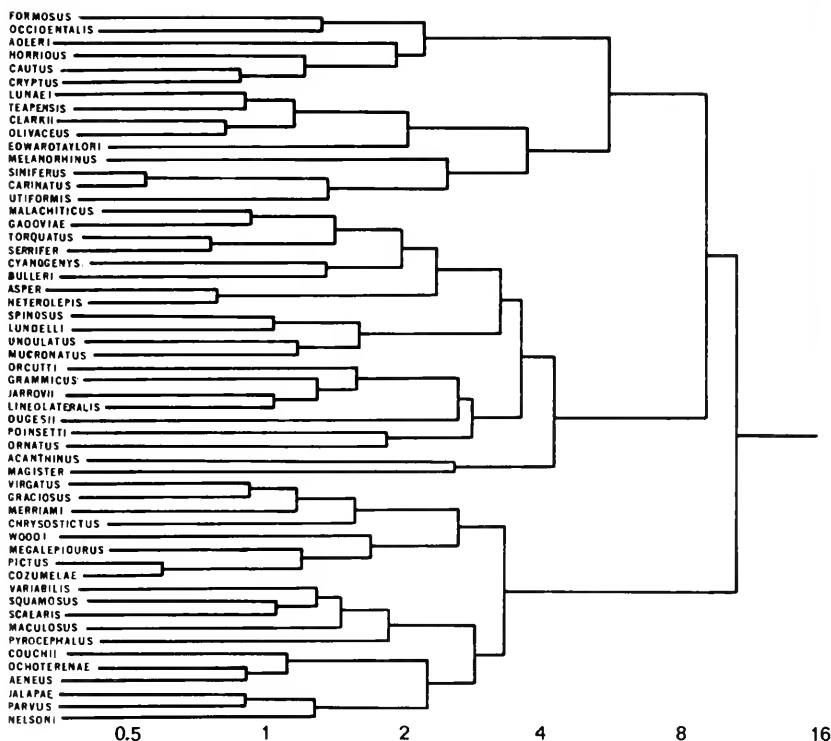 FORMOSUS
OCCIDENTALIS
ADLERI
HORRIDUS
CAUTUS
CRYPTUS
LUNAEI
TEAPENSIS
CLARKII
OLIVACEUS
EDWARDTAYLORI
MELANORHINUS
SINIFERUS
CARINATUS
UTIFORMIS
MALACHITICUS
GADOVIAE
TORQUATUS
SERRIFER
CYANOGENYS
BULLERI
ASPER
HETEROLEPIS
SPINOSUS
LUNDELLI
UNDULATUS
MUCRONATUS
ORCUTTI
GRAMMICUS
JARROVII
LINEOLATERALIS
DUGESII
POINSETTI
ORNATUS
ACANTHINUS
MAGISTER
VIRGATUS
GRACIOSUS
MERRIAMI
CHRYSOSTICTUS
WOODI
MEGALEPIDURUS
PICTUS
COZUMELAE
VARIABILIS
SQUAMOSUS
SCALARIS
MACULOSUS
PYROCEPHALUS
COUCHII
OCHOTERENAE
AENEUS
JALAPAE
PARVUS
NELSONI
0.5 1 2 4 8 16